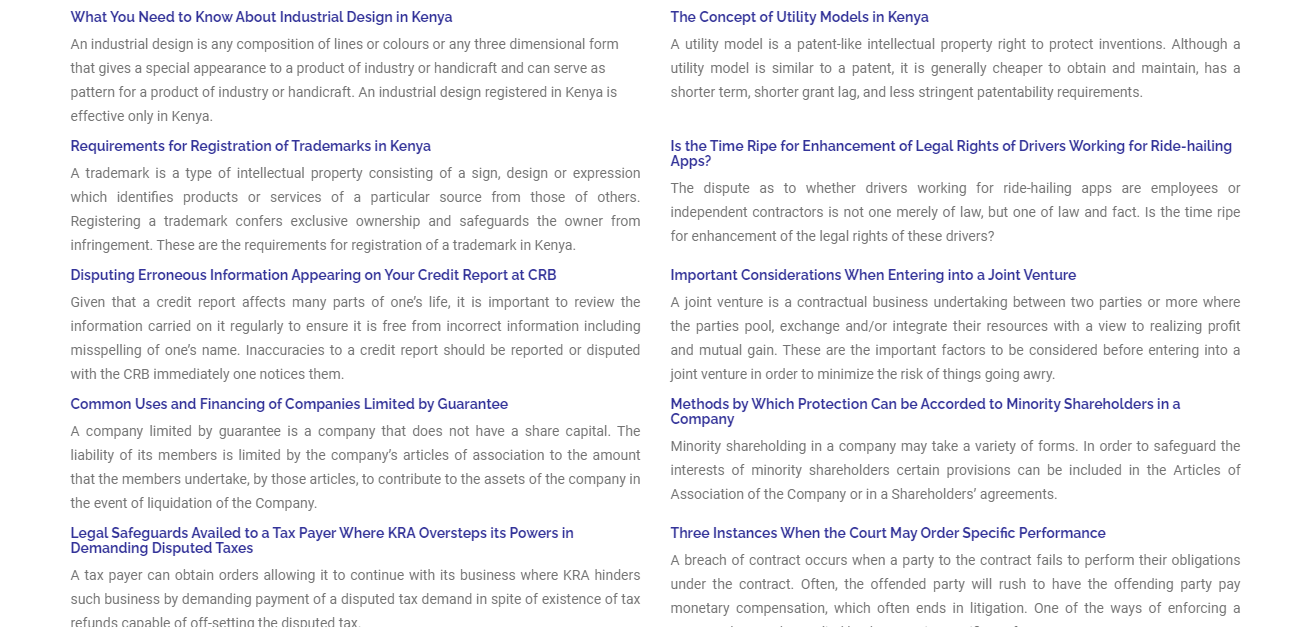 What You Need to Know About Industrial Design in Kenya
An industrial design is any composition of lines or colours or any three dimensional form
that gives a special appearance to a product of industry or handicraft and can serve as
pattern for a product of industry or handicraft. An industrial design registered in Kenya is
effective only in Kenya.
The Concept of Utility Models in Kenya
A utility model is a patent-like intellectual property right to protect inventions. Although a
utility model is similar to a patent, it is generally cheaper to obtain and maintain, has a
shorter term, shorter grant lag, and less stringent patentability requirements.
Requirements for Registration of Trademarks in Kenya
A trademark is a type of intellectual property consisting of a sign, design or expression
which identifies products or services of a particular source from those of others.
Registering a trademark confers exclusive ownership and safeguards the owner from
infringement. These are the requirements for registration of a trademark in Kenya.
Is the Time Ripe for Enhancement of Legal Rights of Drivers Working for Ride-hailing
Apps?
The dispute as to whether drivers working for ride-hailing apps are employees or
independent contractors is not one merely of law, but one of law and fact. Is the time ripe
for enhancement of the legal rights of these drivers?
Disputing Erroneous Information Appearing on Your Credit Report at CRB
Given that a credit report affects many parts of one's life, it is important to review the
information carried on it regularly to ensure it is free from incorrect information including
misspelling of one's name. Inaccuracies to a credit report should be reported or disputed
with the CRB immediately one notices them.
Important Considerations When Entering into a Joint Venture
A joint venture is a contractual business undertaking between two parties or more where
the parties pool, exchange and/or integrate their resources with a view to realizing profit
and mutual gain. These are the important factors to be considered before entering into a
joint venture in order to minimize the risk of things going awry.
Common Uses and Financing of Companies Limited by Guarantee
A company limited by guarantee is a company that does not have a share capital. The
liability of its members is limited by the company's articles of association to the amount
that the members undertake, by those articles, to contribute to the assets of the company in
the event of liquidation of the Company.
Methods by Which Protection Can be Accorded to Minority Shareholders in a
Company
Minority shareholding in a company may take a variety of forms. In order to safeguard the
interests of minority shareholders certain provisions can be included in the Articles of
Association of the Company or in a Shareholders' agreements.
Legal Safeguards Availed to a Tax Payer Where KRA Oversteps its Powers in
Demanding Disputed Taxes
A tax payer can obtain orders allowing it to continue with its business where KRA hinders
such business by demanding payment of a disputed tax demand in spite of existence of tax
refunds capable of off-setting the disputed tax.
Three Instances When the Court May Order Specific Performance
A breach of contract occurs when a party to the contract fails to perform their obligations
under the contract. Often, the offended party will rush to have the offending party pay
monetary compensation, which often ends in litigation. One of the ways of enforcing a